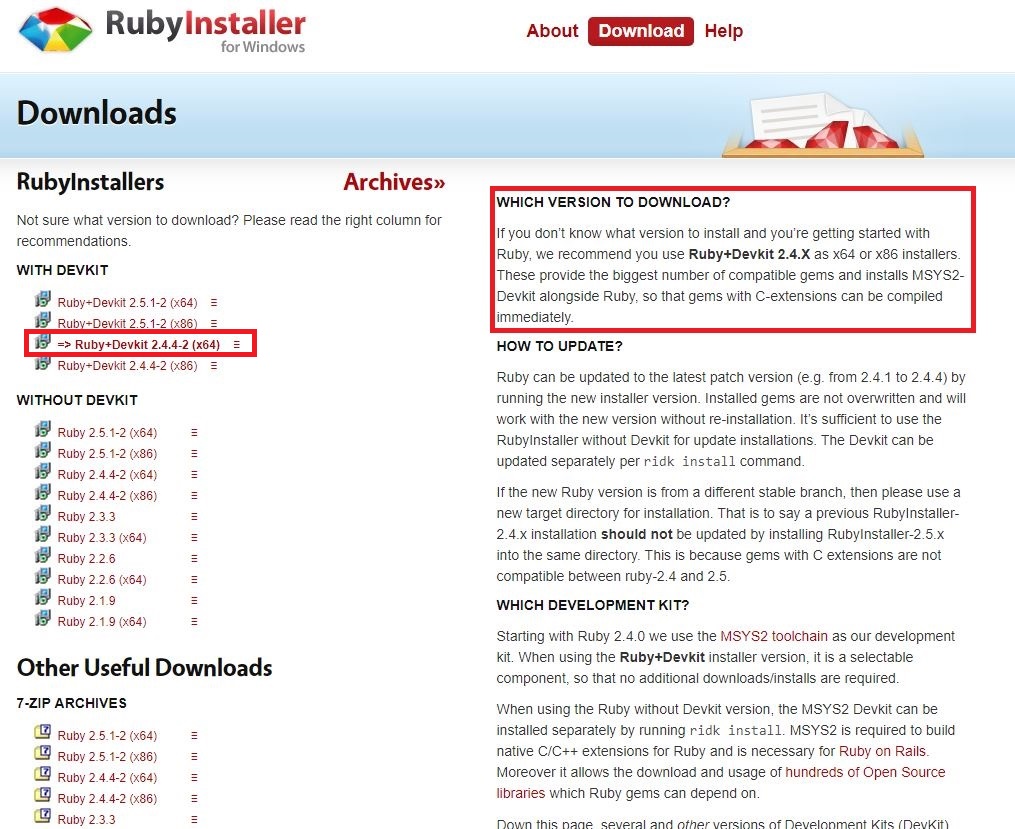 RubyInstaller
for Windows
About Download Help
Downloads
RubyInstallers Archives»
Not sure what version to download? Please read the right column for
recommendations.
WITH DEVKIT
Ruby+Devkit 2.5.1-2 (x64)
Ruby+Devkit 2.5.1-2 (x86)
=> Ruby+Devkit 2.4.4-2 (x64)
Ruby+Devkit 2.4.4-2 (x86)
WITHOUT DEVKIT
Ruby 2.5.1-2 (x64)
Ruby 2.5.1-2 (x86)
Ruby 2.4.4-2 (x64)
Ruby 2.4.4-2 (x86)
Ruby 2.3.3
Ruby 2.3.3 (x64)
Ruby 2.2.6
Ruby 2.2.6 (x64)
Ruby 2.1.9
Ruby 2.1.9 (x64)
Other Useful Downloads
7-ZIP ARCHIVES
Ruby 2.5.1-2 (x64)
Ruby 2.5.1-2 (x86)
Ruby 2.4.4-2 (x64)
Ruby 2.4.4-2 (x86)
Ruby 2.3.3
WHICH VERSION TO DOWNLOAD?
If you don't know what version to install and you're getting started with
Ruby, we recommend you use Ruby+Devkit 2.4.X as x64 or x86 installers.
These provide the biggest number of compatible gems and installs MSYS2-
Devkit alongside Ruby, so that gems with C-extensions can be compiled
immediately.
HOW TO UPDATE?
Ruby can be updated to the latest patch version (e.g. from 2.4.1 to 2.4.4) by
running the new installer version. Installed gems are not overwritten and will
work with the new version without re-installation. It's sufficient to use the
RubyInstaller without Devkit for update installations. The Devkit can be
updated separately per ridk install command.
If the new Ruby version is from a different stable branch, then please use a
new target directory for installation. That is to say a previous RubyInstaller-
2.4.x installation should not be updated by installing RubyInstaller-2.5.x
into the same directory. This is because gems with C extensions are not
compatible between ruby-2.4 and 2.5.
WHICH DEVELOPMENT KIT?
Starting with Ruby 2.4.0 we use the MSYS2 toolchain as our development
kit. When using the Ruby+Devkit installer version, it is a selectable
component, so that no additional downloads/installs are required.
When using the Ruby without Devkit version, the MSYS2 Devkit can be
installed separately by running ridk install. MSYS2 is required to build
native C/C++ extensions for Ruby and is necessary for Ruby on Rails.
Moreover it allows the download and usage of hundreds of Open Source
libraries which Ruby gems can depend on.
Down this page, several and other versions of Development Kits (DevKit)